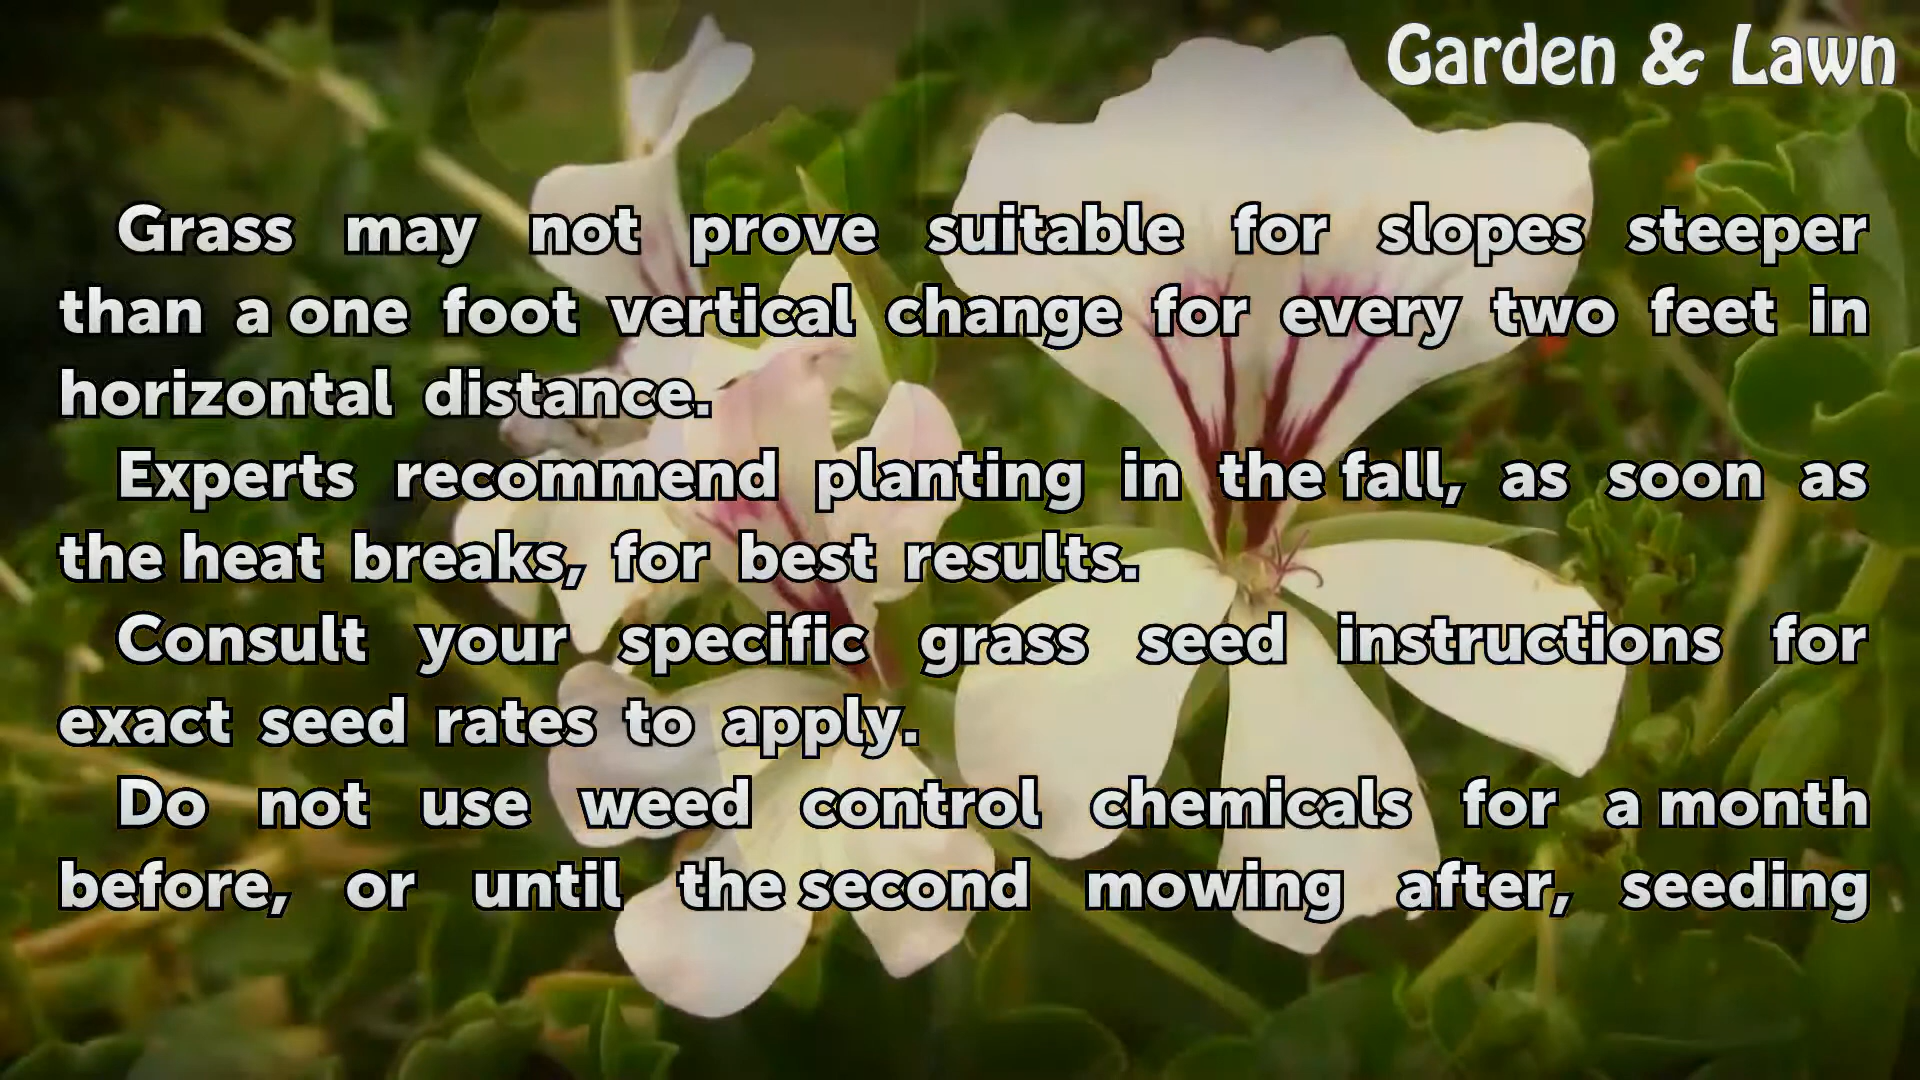 Garden & Lawn
Grass may not prove suitable for slopes steeper
than a one foot vertical change for every two feet in
horizontal distance.
Experts recommend planting in the fall, as soon as
the heat breaks, for best results.
Consult your specific grass seed instructions for
exact seed rates to apply.
Do not use weed control chemicals for a month
before, or until the second mowing after, seeding